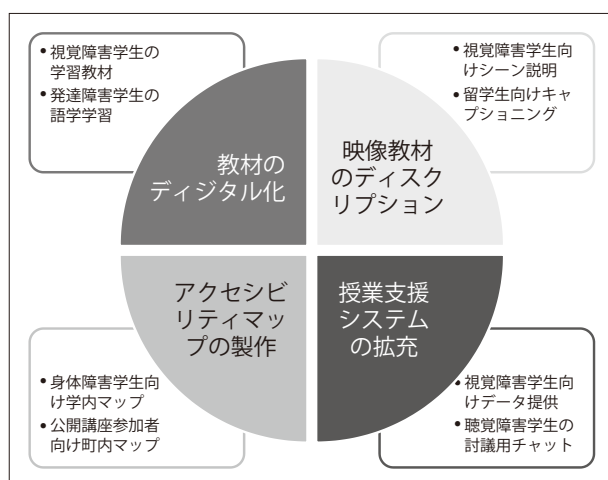 • 視覚障害学生の
学習教材
• 発達障害学生の
語学学習
• 視覚障害学生向
けシーン説明
• 留学生向けキャ
プショニング
教材の
ディジタル化
映像教材
のディスク
リプション
アクセシビ
リティマッ
プの製作
授業支援
システム
の拡充
• 身体障害学生向
け学内マップ
• 公開講座参加者
向け町内マップ
• 視覚障害学生向
けデータ提供
• 聴覚障害学生の
討議用チャット